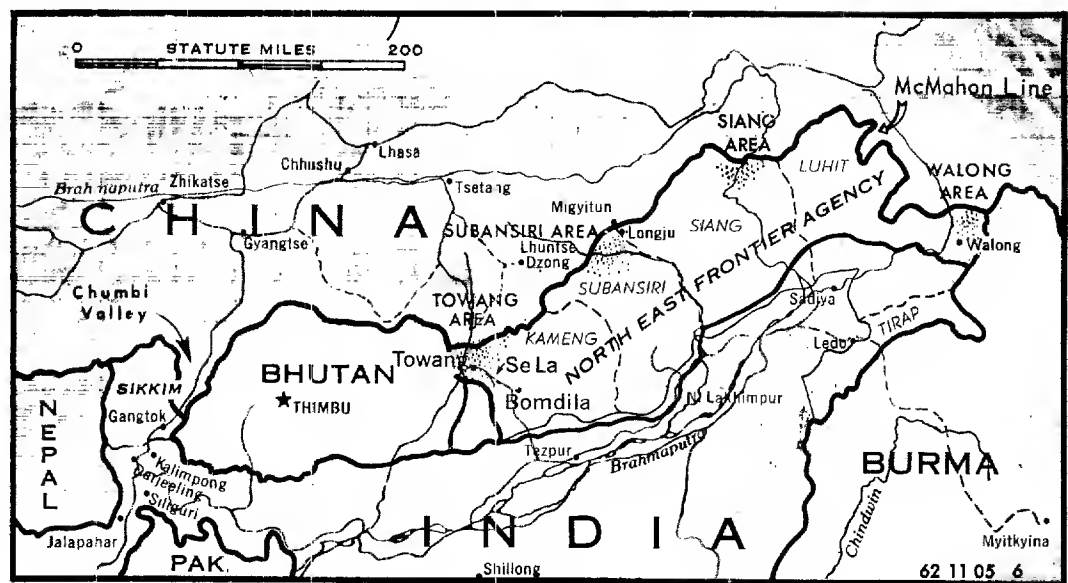 0 STATUTE MILES 200
McMahon Line
SIANG
AREA
LUHIT
WALONG
AREA
Lhasa
Chhushu
Brahmaputra
Zhikatse
Tsetang
Migyitun
CHINA
SUBANSIRI AREA
Longju
SIANG
Walong
Gyangtse
Lhuntse
Dzong
NORTH EAST FRONTIER AGENCY
SUBANSIRI
Chumbi
Valley
TOWANG
AREA
Sadiya
TIRAP
KAMENG
Ledo
Towang
Se La
SIKKIM
BHUTAN
THIMBU
Bomdila
N. Lakhimpur
NEPAL
Gangtok
Tezpur
Brahmaputra
BURMA
Kalimpong
Darjeeling
Siliguri
Chindwin
Jalapahar
INDIA
Myitkyina
PAK.
Shillong
62 11 05 6